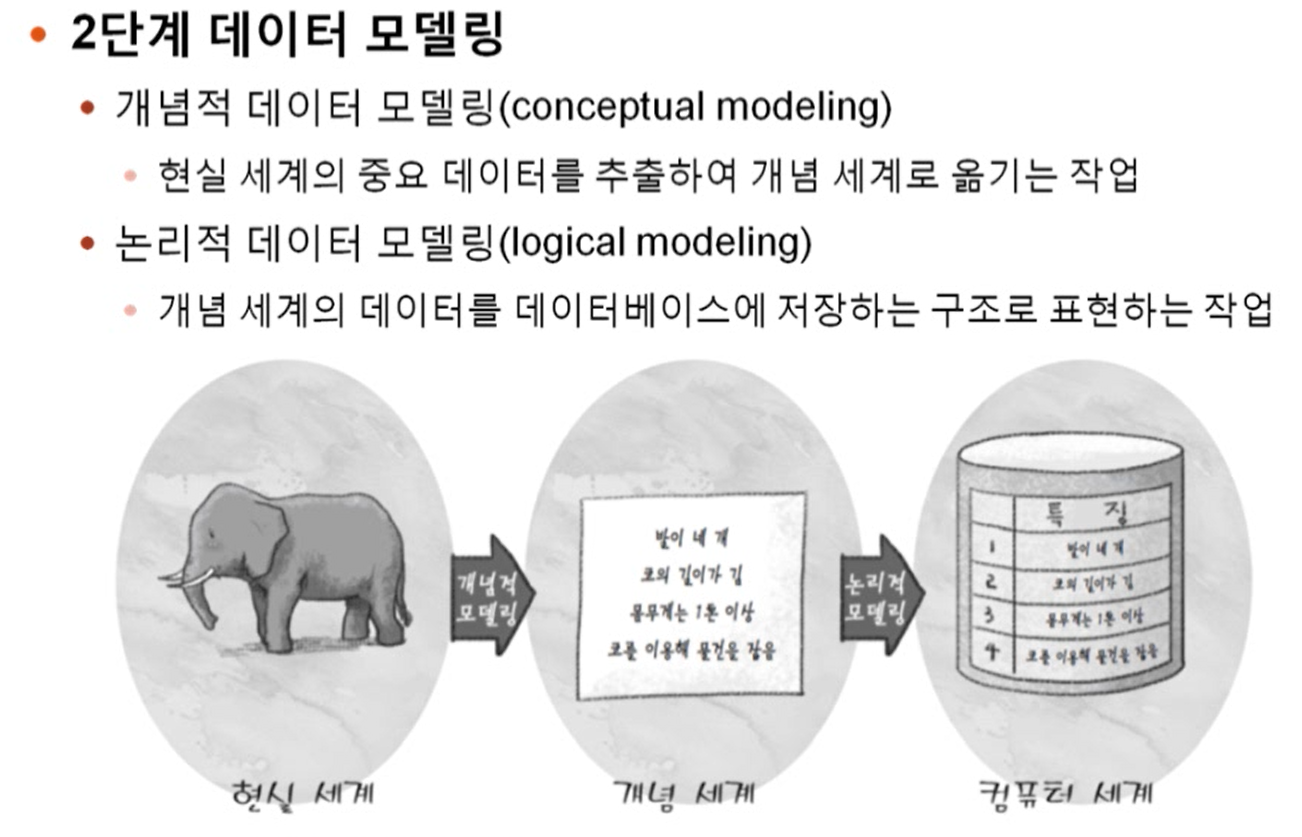 2단계 데이터 모델링
개념적 데이터 모델링(conceptual modeling)
현실 세계의 중요 데이터를 추출하여 개념 세계로 옮기는 작업
논리적 데이터 모델링(logical modeling)
개념 세계의 데이터를 데이터베이스에 저장하는 구조로 표현하는 작업
개념적
모델링
발이 네 개
코의 길이가 김
몸무게는 1톤 이상
코를 이용해 물건을 잡음
논리적
모델링
특 징
1 발이 네 개
2 코의 길이가 김
3 몸무게는 1톤 이상
4 코를 이용해 물건을 잡음
현실 세계
개념 세계
컴퓨터 세계